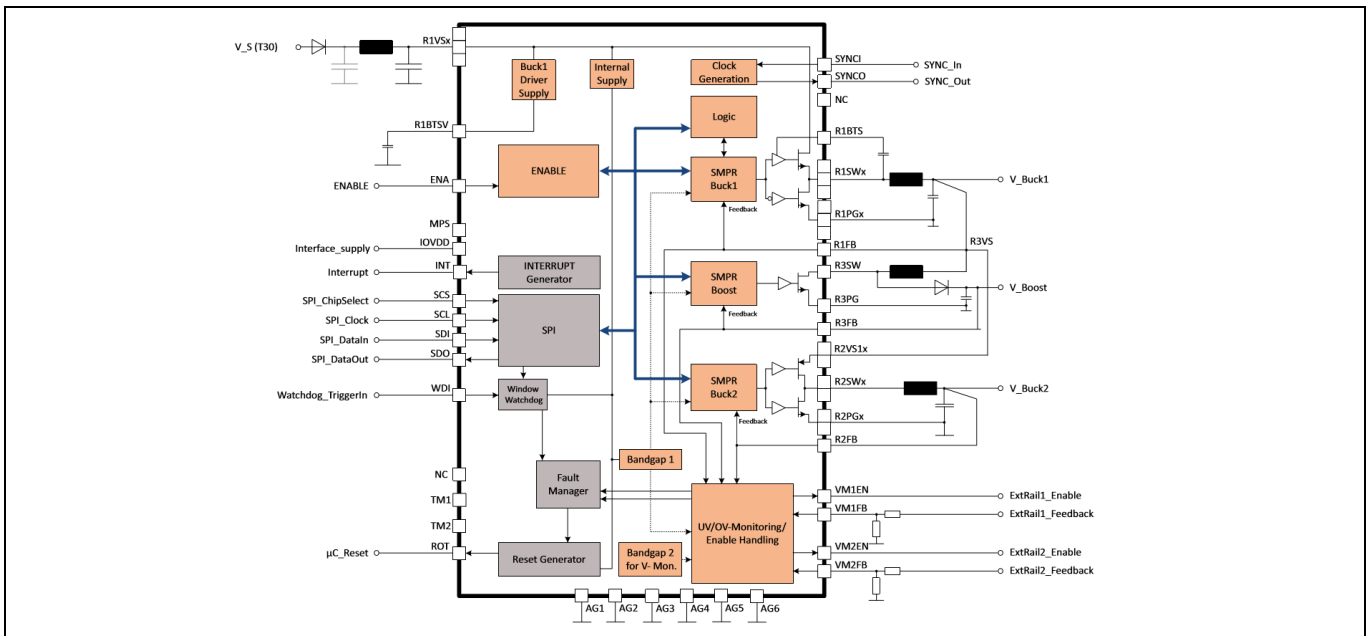 V_S (T30)
R1VSx
Buck1
Driver
Supply
Internal
Supply
Clock
Generation
SYNCI
SYNC_In
SYNCO
SYNC_Out
NC
R1BTSV
Logic
R1BTS
ENABLE
ENA
ENABLE
SMPR
Buck1
Feedback
R1SWx
V_Buck1
R1PGx
MPS
Interface_supply
IOVDD
R1FB
R3VS
Interrupt
INT
INTERRUPT
Generator
SMPR
Boost
Feedback
R3SW
V_Boost
R3PG
SPI_ChipSelect
SCS
SPI_Clock
SCL
SPI_DataIn
SDI
SPI_DataOut
SDO
SPI
R3FB
R2VS1x
Watchdog_TriggerIn
WDI
Window
Watchdog
SMPR
Buck2
Feedback
R2SWx
V_Buck2
R2PGx
R2FB
Bandgap 1
NC
TM1
TM2
Fault
Manager
UV/OV-Monitoring/
Enable Handling
VM1EN
ExtRail1_Enable
VM1FB
ExtRail1_Feedback
µC_Reset
ROT
Reset Generator
Bandgap 2
for V- Mon.
VM2EN
ExtRail2_Enable
VM2FB
ExtRail2_Feedback
AG1
AG2
AG3
AG4
AG5
AG6